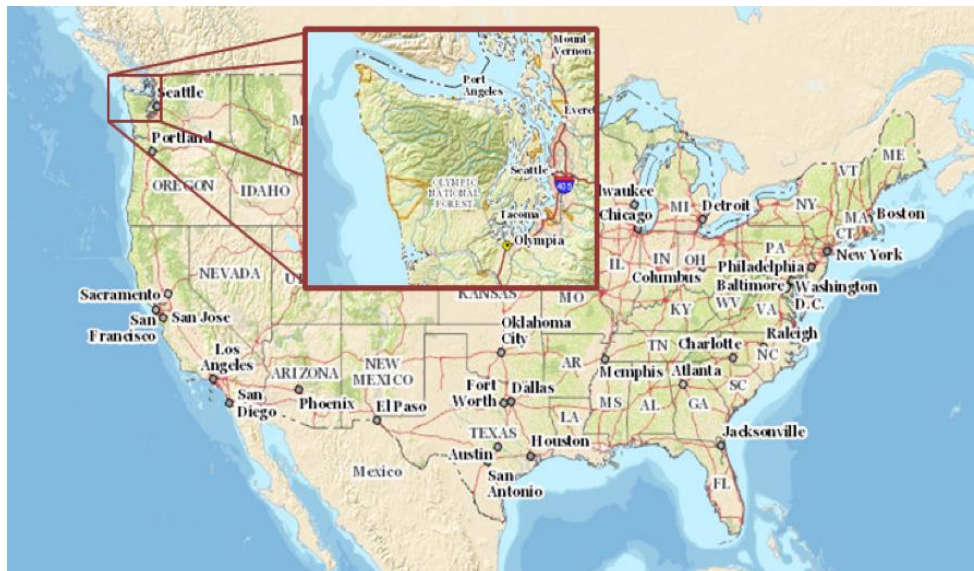 Mount
Vernon
Port
Angeles
Everet
Seattle
405
OLYMPIC
NATIONAL
FOREST
Tacoma
Olympia
Seattle
Portland
OREGON
IDAHO
M
NEVADA
UT
Sacramento
San
Francisco
San Jose
Los
Angeles
San
Diego
ARIZONA
Phoenix
NEW
MEXICO
El Paso
Mexico
KANSAS
Oklahoma
City
Fort
Worth
Dallas
TEXAS
Austin
Houston
San
Antonio
MO
AR
LA
MS
AL
GA
TN
KY
Memphis
Atlanta
Charlotte
Raleigh
NC
SC
Jacksonville
FL
lwaukee
Chicago
MI
Detroit
IL
IN
OH
Columbus
WV
VA
PA
Philadelphia
Baltimore
Washington
D.C.
New York
NY
CT
MA
Boston
VT
ME